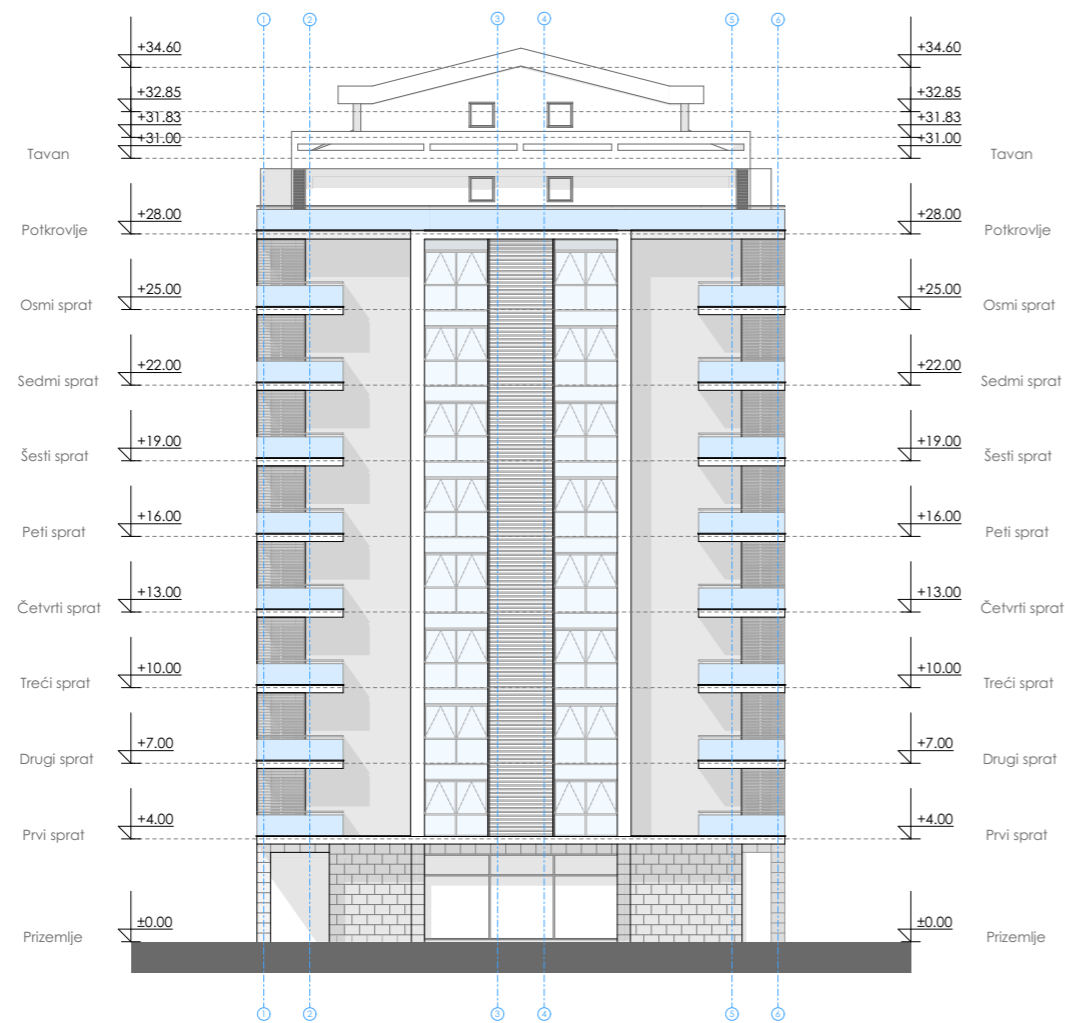 1 2 3 4 5 6
+34.60 +34.60
+32.85 +32.85
+31.83 +31.83
+31.00 +31.00
Tavan Tavan
+28.00 +28.00
Potkrovlje Potkrovlje
+25.00 +25.00
Osmi sprat Osmi sprat
+22.00 +22.00
Sedmi sprat Sedmi sprat
+19.00 +19.00
Šesti sprat Šesti sprat
+16.00 +16.00
Peti sprat Peti sprat
+13.00 +13.00
Četvrti sprat Četvrti sprat
+10.00 +10.00
Treći sprat Treći sprat
+7.00 +7.00
Drugi sprat Drugi sprat
+4.00 +4.00
Prvi sprat Prvi sprat
±0.00 ±0.00
Prizemlje Prizemlje
1 2 3 4 5 6